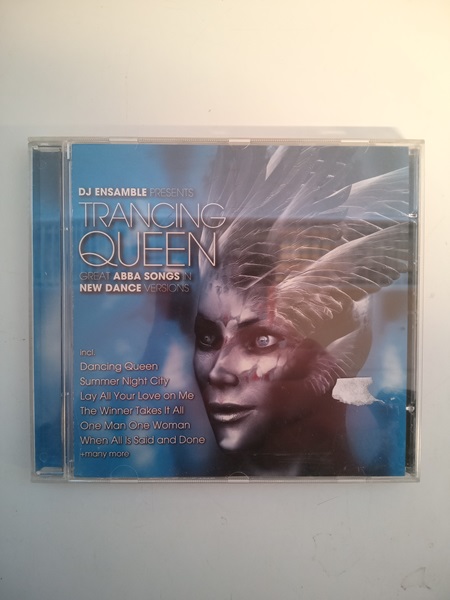 DJ ENSAMBLE PRESENTS
TRANCING
QUEEN
GREAT ABBA SONGS IN
NEW DANCE VERSIONS
incl.
Dancing Queen
Summer Night City
Lay All Your Love on Me
The Winner Takes It All
One Man One Woman
When All Is Said and Done
+many more